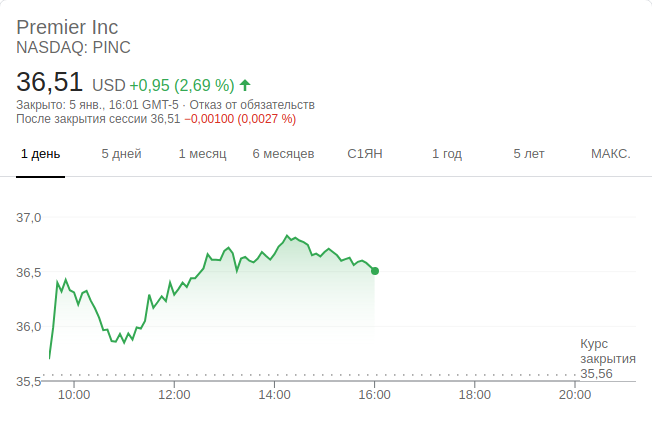 Premier Inc
NASDAQ: PINC
36,51 USD +0,95 (2,69 %)
Закрыто: 5 янв., 16:01 GMT-5 · Отказ от обязательств
После закрытия сессии 36,51 −0,00100 (0,0027 %)
1 день 5 дней 1 месяц 6 месяцев С1ЯН 1 год 5 лет МАКС.
37,0
36,5
36,0
Курс
закрытия
35,56
35,5
10:00 12:00 14:00 16:00 18:00 20:00